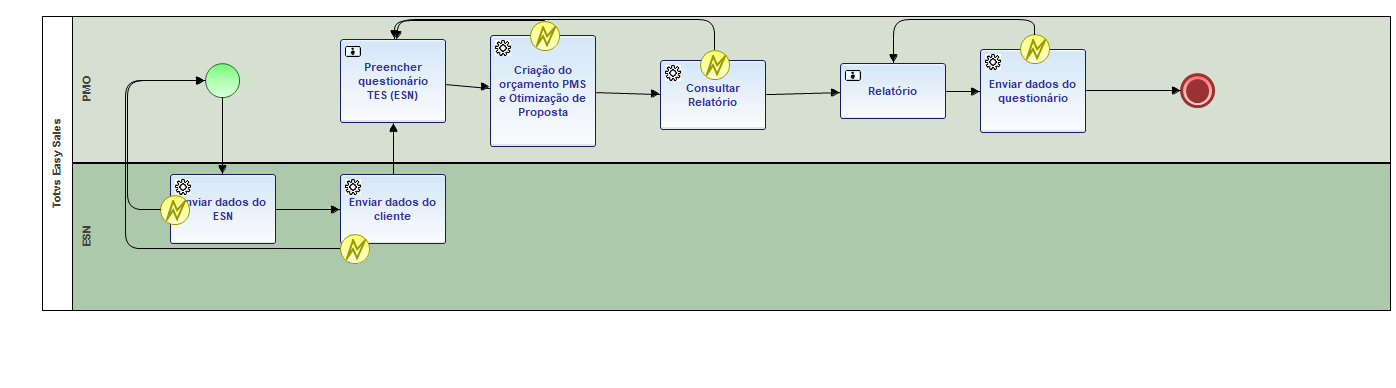 Totvs Easy Sales
PMO
Preencher
questionário
TES (ESN)
Criação do
orçamento PMS
e Otimização de
Proposta
Consultar
Relatório
Relatório
Enviar dados do
questionário
ESN
nviar dados do
ESN
Enviar dados do
cliente